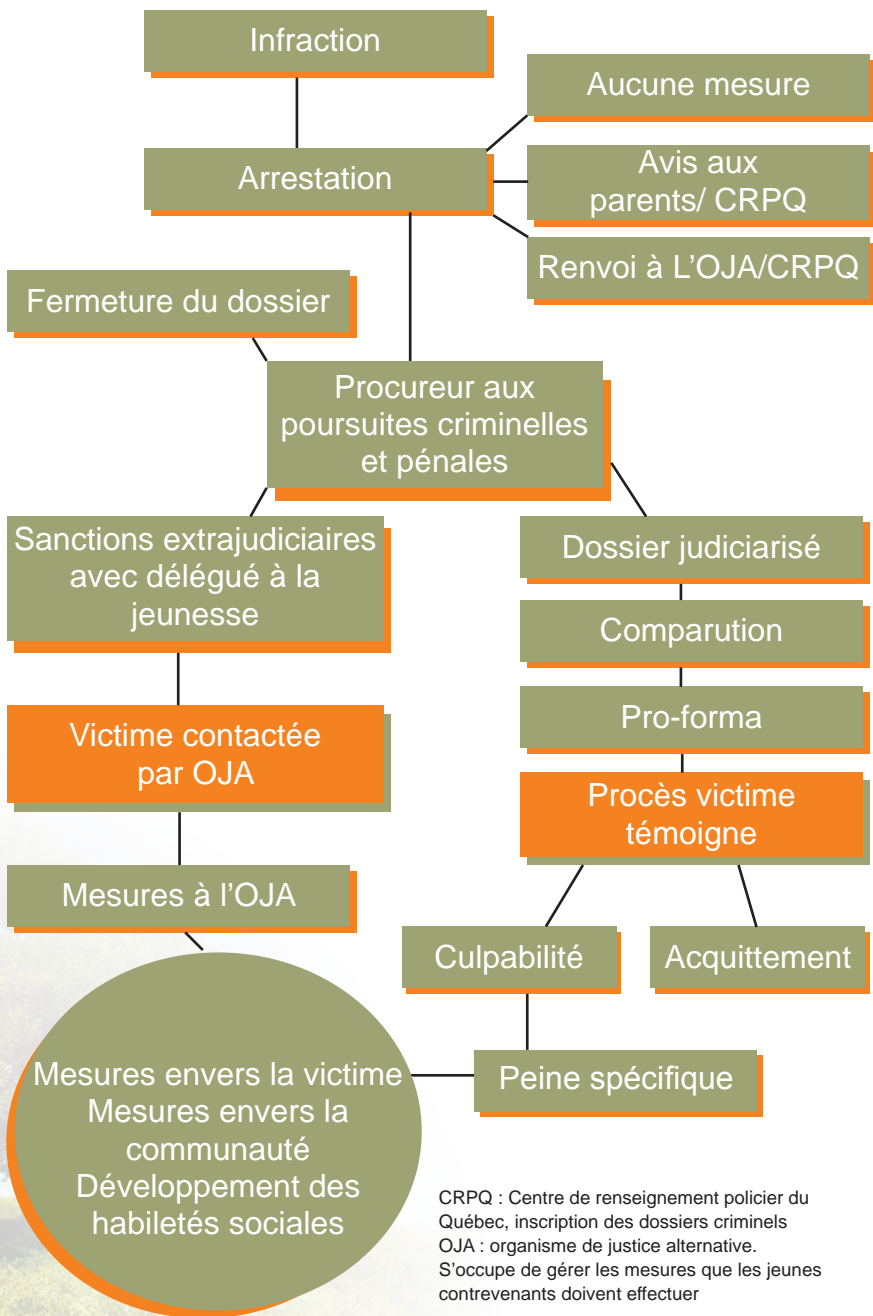 Infraction
Aucune mesure
Arrestation
Avis aux
parents/ CRPQ
Renvoi à L'OJA/CRPQ
Fermeture du dossier
Procureur aux
poursuites criminelles
et pénales
Sanctions extrajudiciaires
avec délégué à la
jeunesse
Dossier judiciarisé
Comparution
Pro-forma
Victime contactée
par OJA
Procès victime
témoigne
Mesures à l'OJA
Culpabilité
Acquittement
Peine spécifique
Mesures envers la victime
Mesures envers la
communauté
Développement des
habiletés sociales
CRPQ : Centre de renseignement policier du
Québec, inscription des dossiers criminels
OJA : organisme de justice alternative.
S'occupe de gérer les mesures que les jeunes
contrevenants doivent effectuer